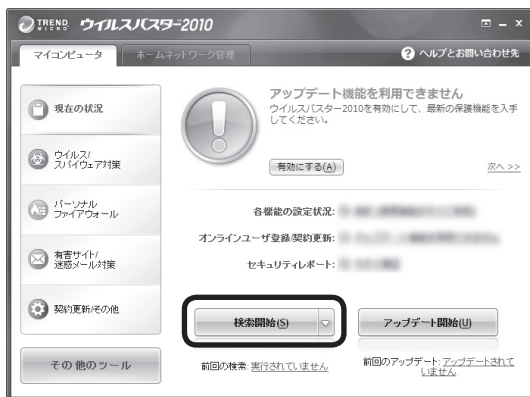 TREND MICRO ウイルスバスター2010
マイコンピュータ
ホームネットワーク管理
? ヘルプとお問い合わせ先
現在の状況
ウイルス/
スパイウェア対策
パーソナル
ファイアウォール
有害サイト/
迷惑メール対策
契約更新/その他
その他のツール
アップデート機能を利用できません
ウイルスバスター2010を有効にして、最新の保護機能を入手
してください。
有効にする(A)
次へ >>
各機能の設定状況:
オンラインユーザ登録/契約更新:
セキュリティレポート:
検索開始(S)
アップデート開始(U)
前回の検索: 実行されていません
前回のアップデート: アップデートされて
いません